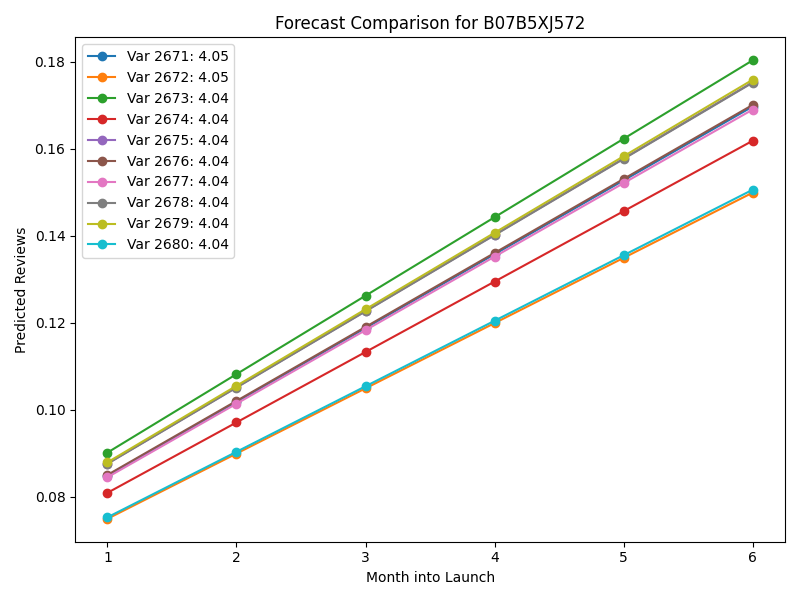 Forecast Comparison for B07B5XJ572
Var 2671: 4.05
Var 2672: 4.05
Var 2673: 4.04
Var 2674: 4.04
Var 2675: 4.04
Var 2676: 4.04
Var 2677: 4.04
Var 2678: 4.04
Var 2679: 4.04
Var 2680: 4.04
Predicted Reviews
0.18
0.16
0.14
0.12
0.10
0.08
1 2 3 4 5 6
Month into Launch